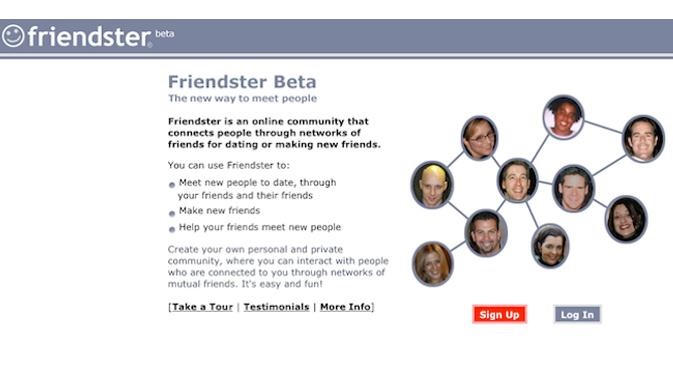 friendster beta
Friendster Beta
The new way to meet people
Friendster is an online community that
connects people through networks of
friends for dating or making new friends.
You can use Friendster to:
Meet new people to date, through
your friends and their friends
Make new friends
Help your friends meet new people
Create your own personal and private
community, where you can interact with people
who are connected to you through networks of
mutual friends. It's easy and fun!
[Take a Tour | Testimonials | More Info]
Sign Up
Log In